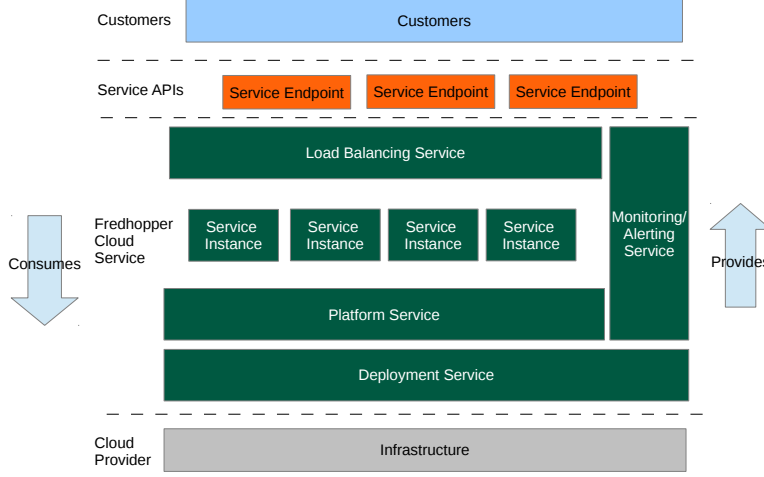 Customers
Customers
Service APIs
Service Endpoint
Service Endpoint
Service Endpoint
Load Balancing Service
Fredhopper
Cloud
Service
Service
Instance
Service
Instance
Service
Instance
Service
Instance
Monitoring/
Alerting
Service
Consumes
Provides
Platform Service
Deployment Service
Cloud
Provider
Infrastructure